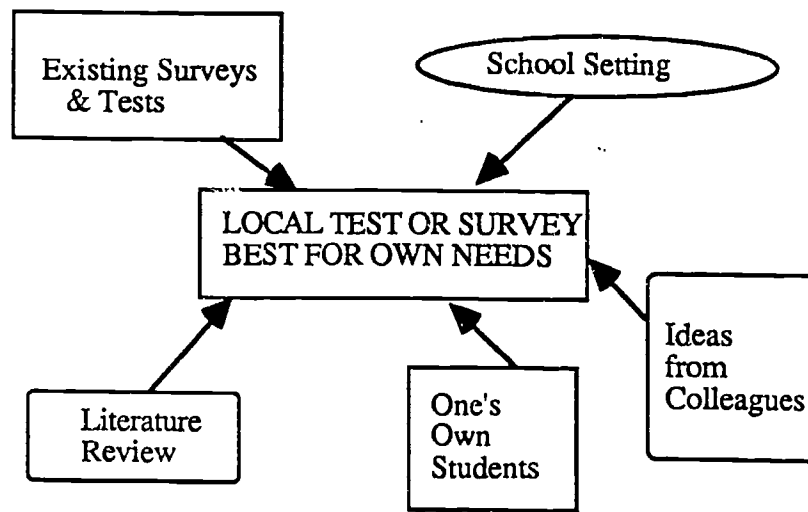 Existing Surveys
& Tests
School Setting
LOCAL TEST OR SURVEY
BEST FOR OWN NEEDS
Ideas
from
Colleagues
Literature
Review
One's
Own
Students